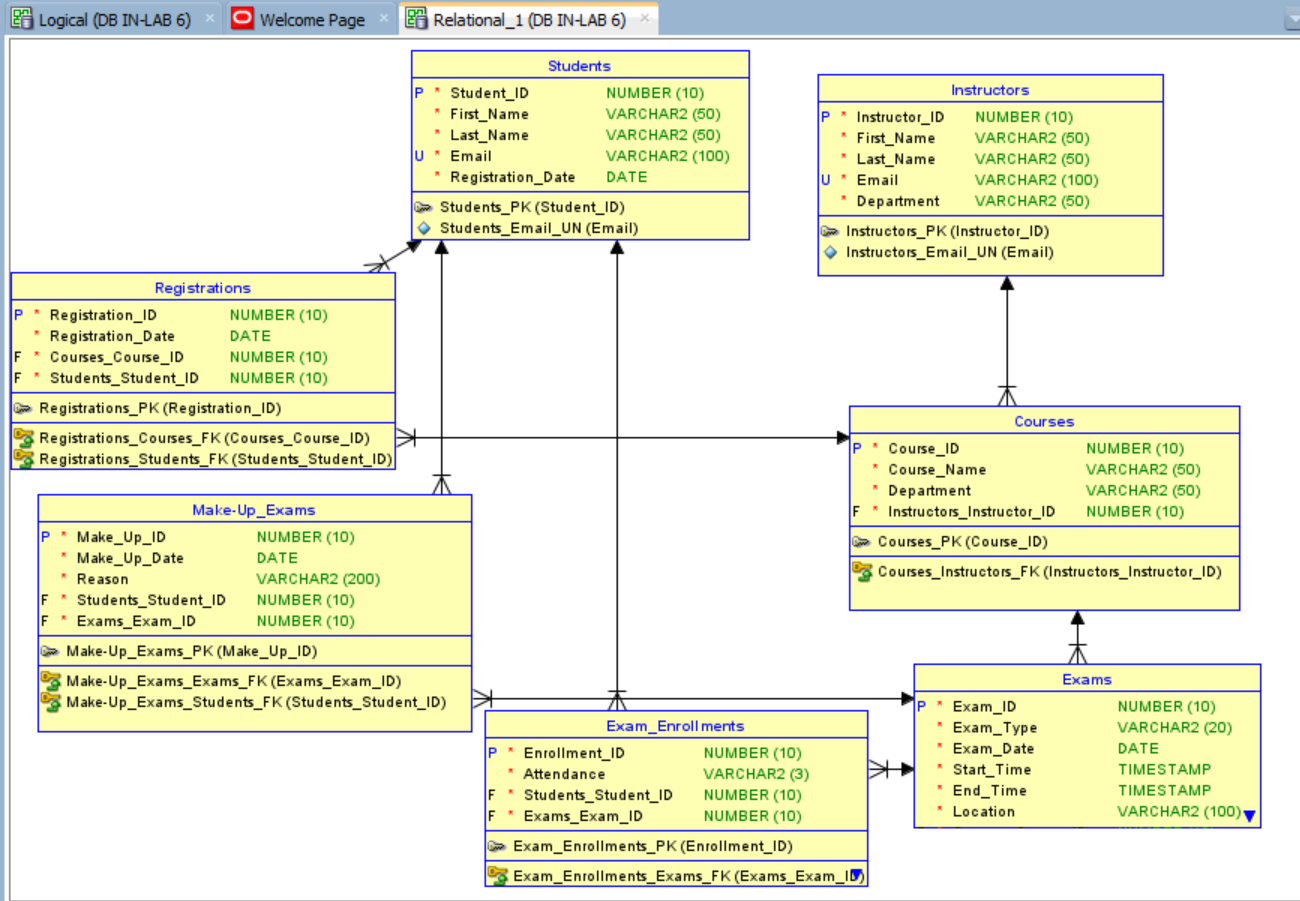 Logical (DB IN-LAB 6) × Welcome Page × Relational_1 (DB IN-LAB 6) ×
Students
P * Student_ID NUMBER (10)
* First_Name VARCHAR2 (50)
* Last_Name VARCHAR2 (50)
U * Email VARCHAR2 (100)
* Registration_Date DATE
Students_PK (Student_ID)
Students_Email_UN (Email)
Instructors
P * Instructor_ID NUMBER (10)
* First_Name VARCHAR2 (50)
* Last_Name VARCHAR2 (50)
U * Email VARCHAR2 (100)
* Department VARCHAR2 (50)
Instructors_PK (Instructor_ID)
Instructors_Email_UN (Email)
Registrations
P * Registration_ID NUMBER (10)
* Registration_Date DATE
F * Courses_Course_ID NUMBER (10)
F * Students_Student_ID NUMBER (10)
Registrations_PK (Registration_ID)
Registrations_Courses_FK (Courses_Course_ID)
Registrations_Students_FK (Students_Student_ID)
Courses
P * Course_ID NUMBER (10)
* Course_Name VARCHAR2 (50)
* Department VARCHAR2 (50)
F * Instructors_Instructor_ID NUMBER (10)
Courses_PK (Course_ID)
Courses_Instructors_FK (Instructors_Instructor_ID)
Make-Up_Exams
P * Make_Up_ID NUMBER (10)
* Make_Up_Date DATE
* Reason VARCHAR2 (200)
F * Students_Student_ID NUMBER (10)
F * Exams_Exam_ID NUMBER (10)
Make-Up_Exams_PK (Make_Up_ID)
Make-Up_Exams_Exams_FK (Exams_Exam_ID)
Make-Up_Exams_Students_FK (Students_Student_ID)
Exam_Enrollments
P * Enrollment_ID NUMBER (10)
* Attendance VARCHAR2 (3)
F * Students_Student_ID NUMBER (10)
F * Exams_Exam_ID NUMBER (10)
Exam_Enrollments_PK (Enrollment_ID)
Exam_Enrollments_Exams_FK (Exams_Exam_ID)
Exams
P * Exam_ID NUMBER (10)
* Exam_Type VARCHAR2 (20)
* Exam_Date DATE
* Start_Time TIMESTAMP
* End_Time TIMESTAMP
* Location VARCHAR2 (100)